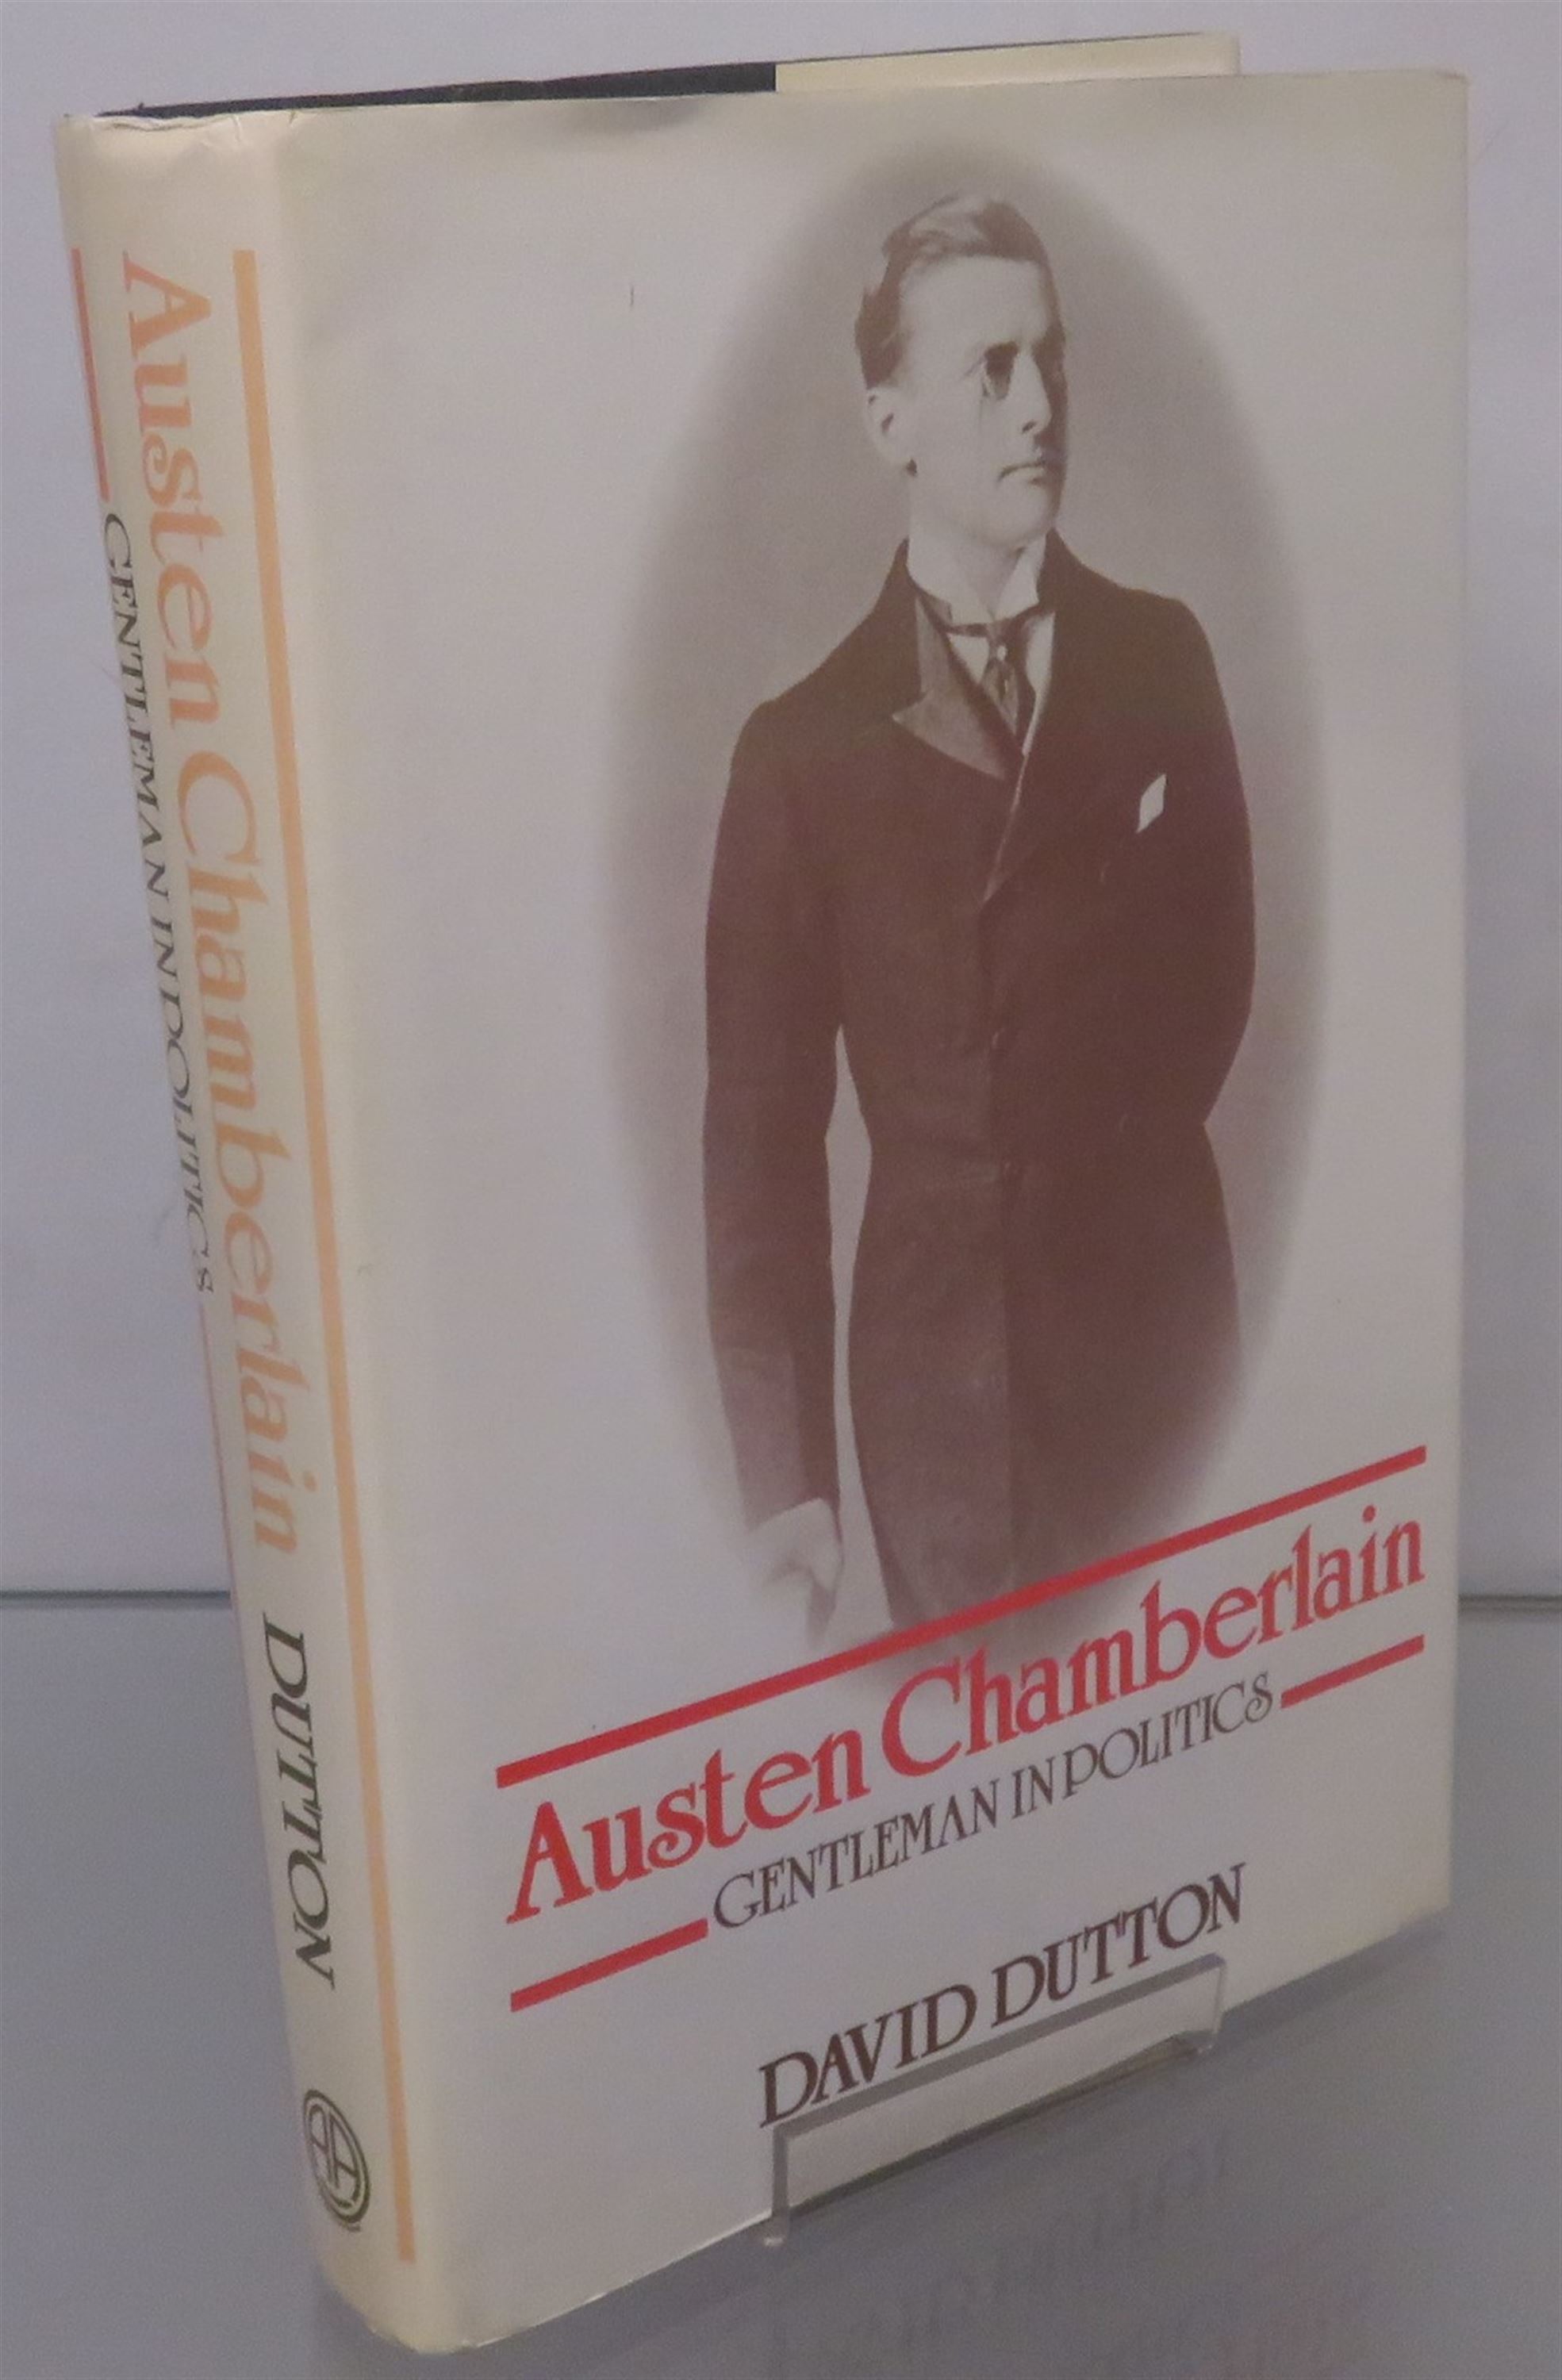 Austen Chamberlain
GENTLEMAN IN POLITICS
DUTTON
Austen Chamberlain
GENTLEMAN IN POLITICS
DAVID DUTTON